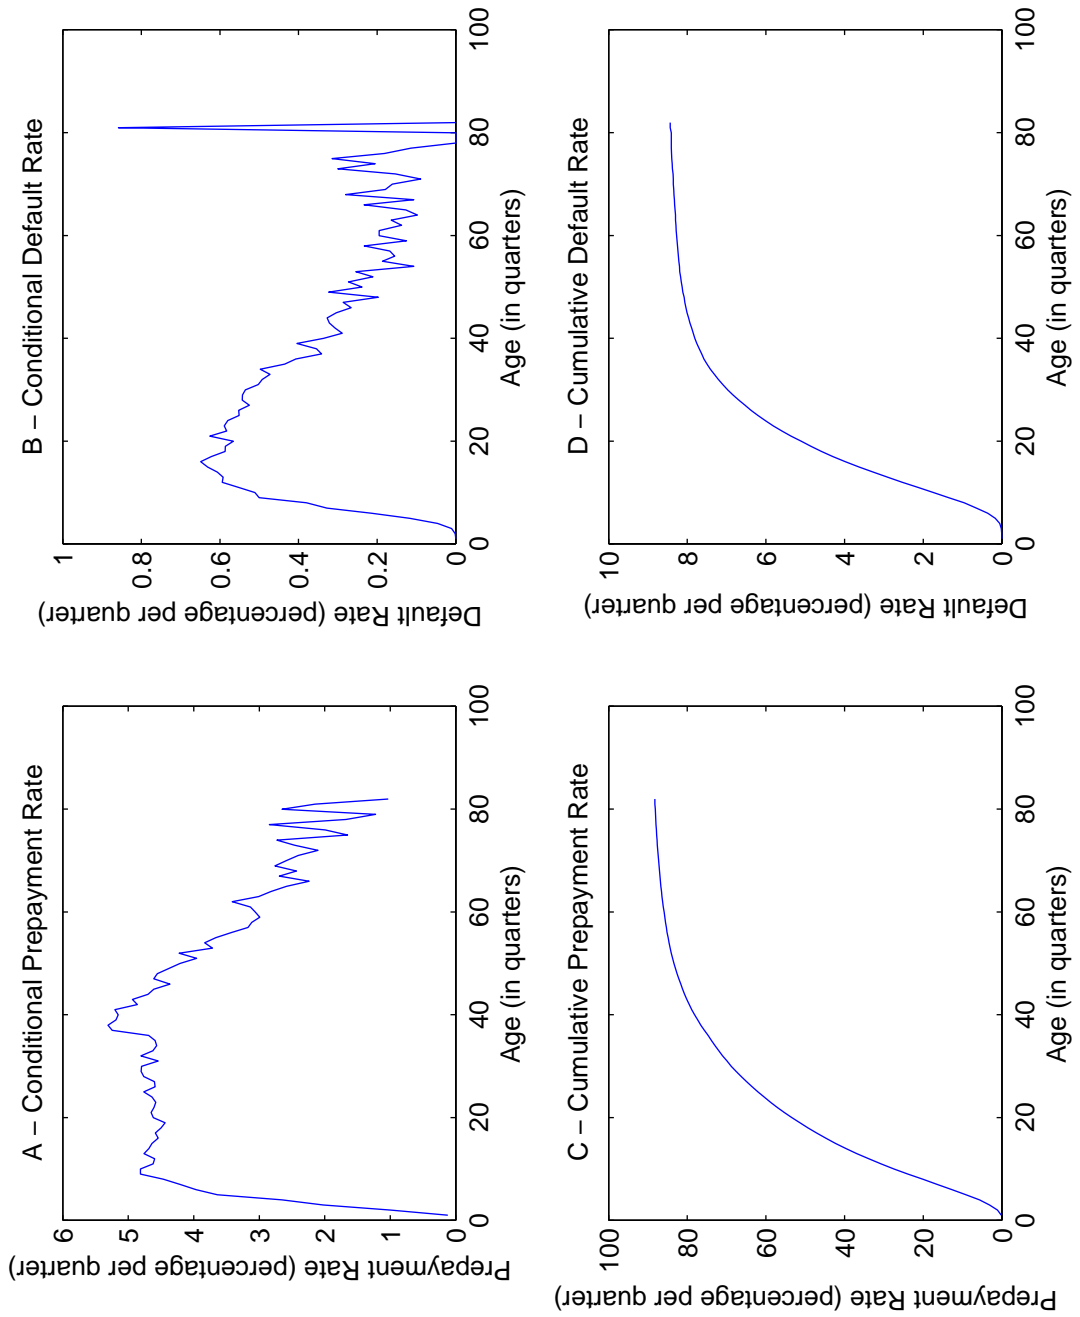 A – Conditional Prepayment Rate
Prepayment Rate (percentage per quarter)
6
5
4
3
2
1
0
0 20 40 60 80 100
Age (in quarters)
B – Conditional Default Rate
Default Rate (percentage per quarter)
1
0.8
0.6
0.4
0.2
0
0 20 40 60 80 100
Age (in quarters)
C – Cumulative Prepayment Rate
Prepayment Rate (percentage per quarter)
100
80
60
40
20
0
0 20 40 60 80 100
Age (in quarters)
D – Cumulative Default Rate
Default Rate (percentage per quarter)
10
8
6
4
2
0
0 20 40 60 80 100
Age (in quarters)